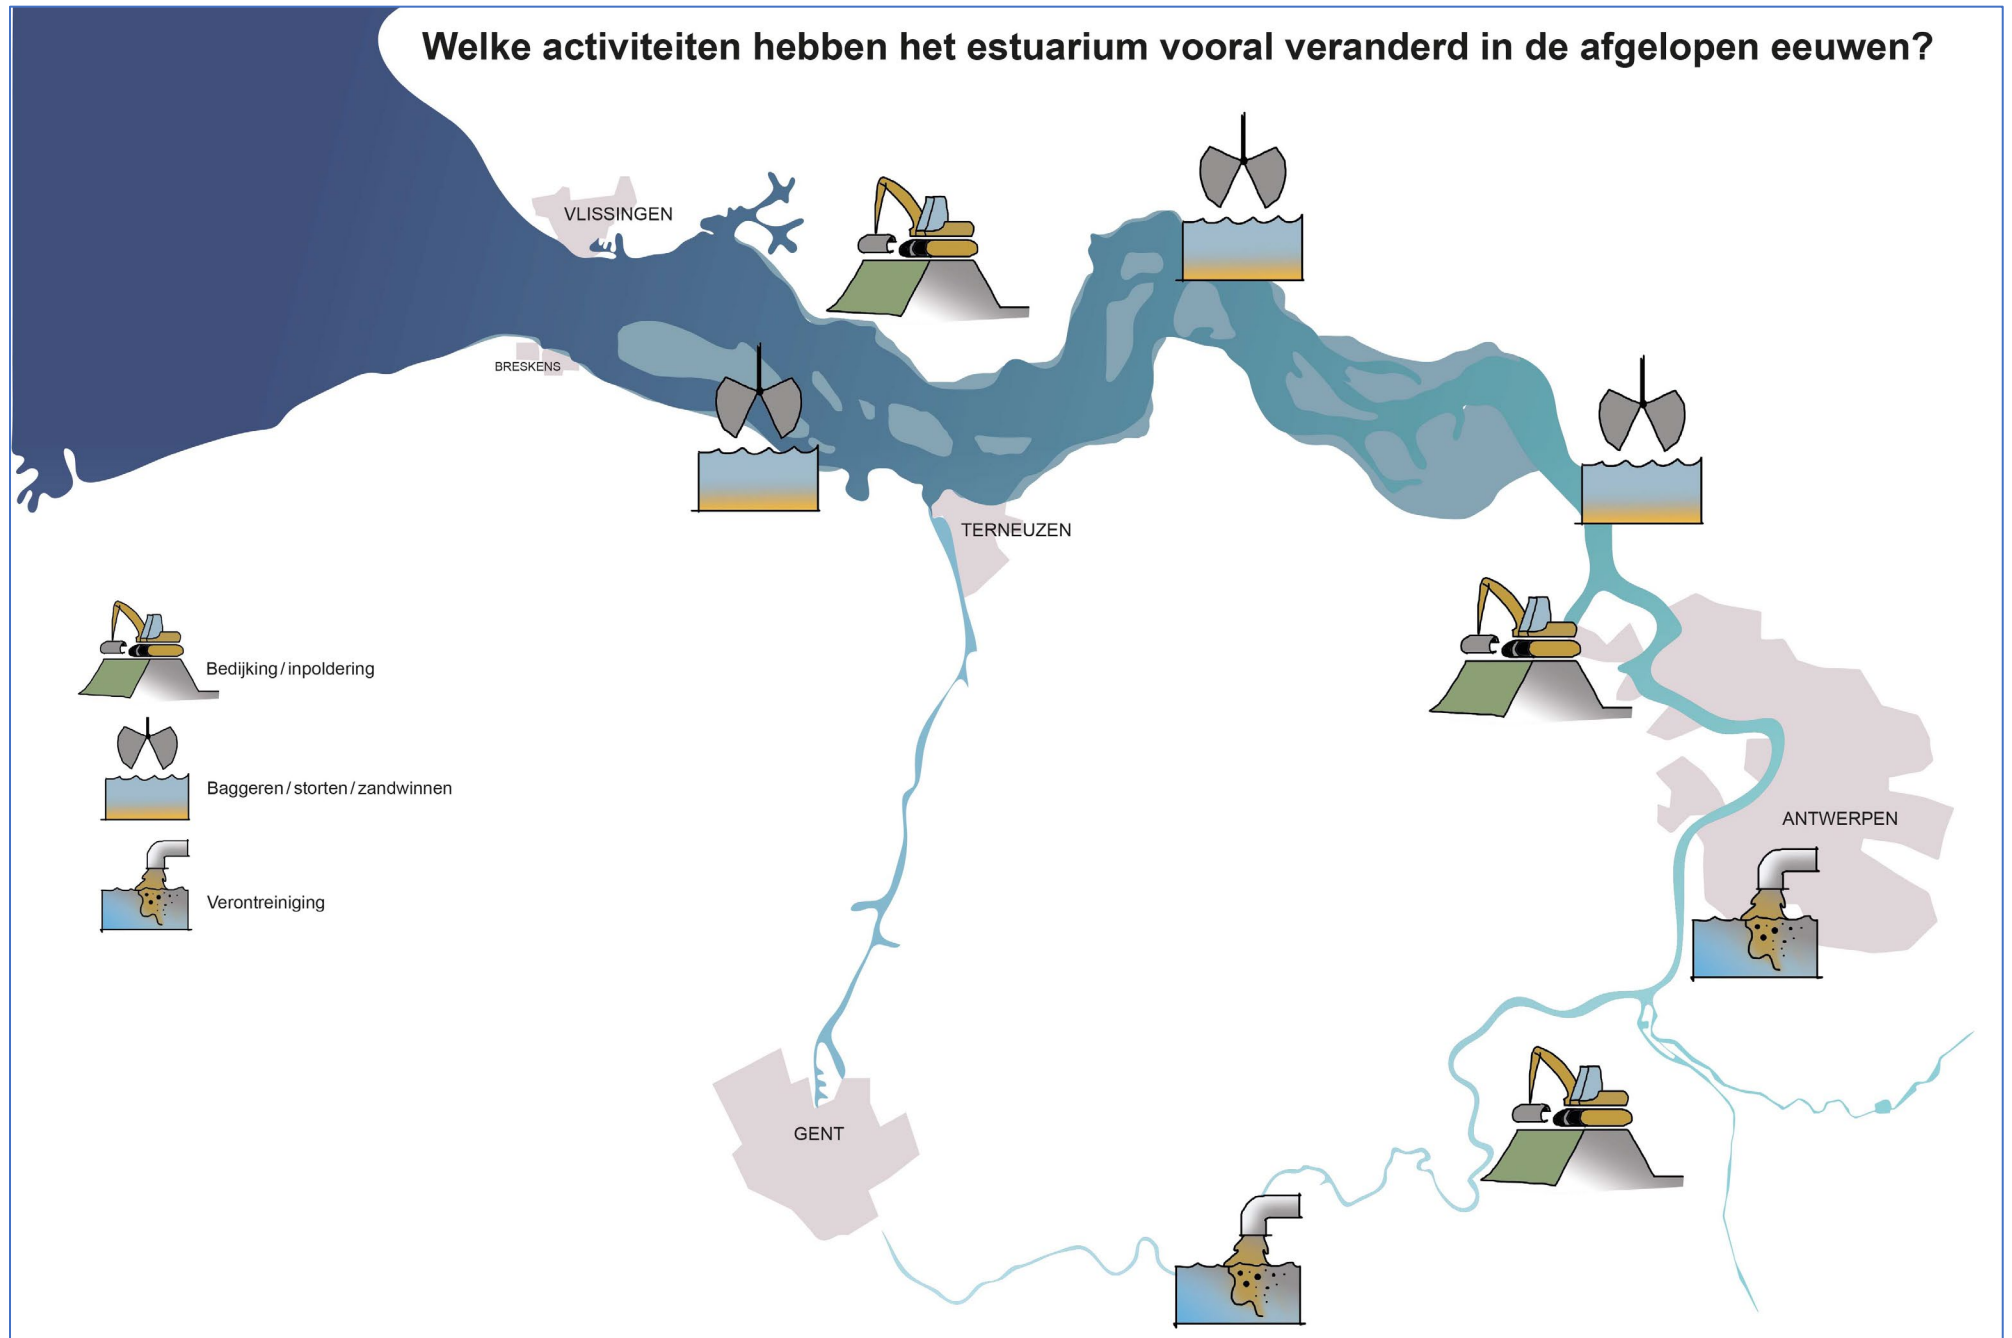 Welke activiteiten hebben het estuarium vooral veranderd in de afgelopen eeuwen?
VLISSINGEN
BRESKENS
TERNEUZEN
Bedijking / inpoldering
Baggeren / storten / zandwinnen
ANTWERPEN
Verontreiniging
GENT